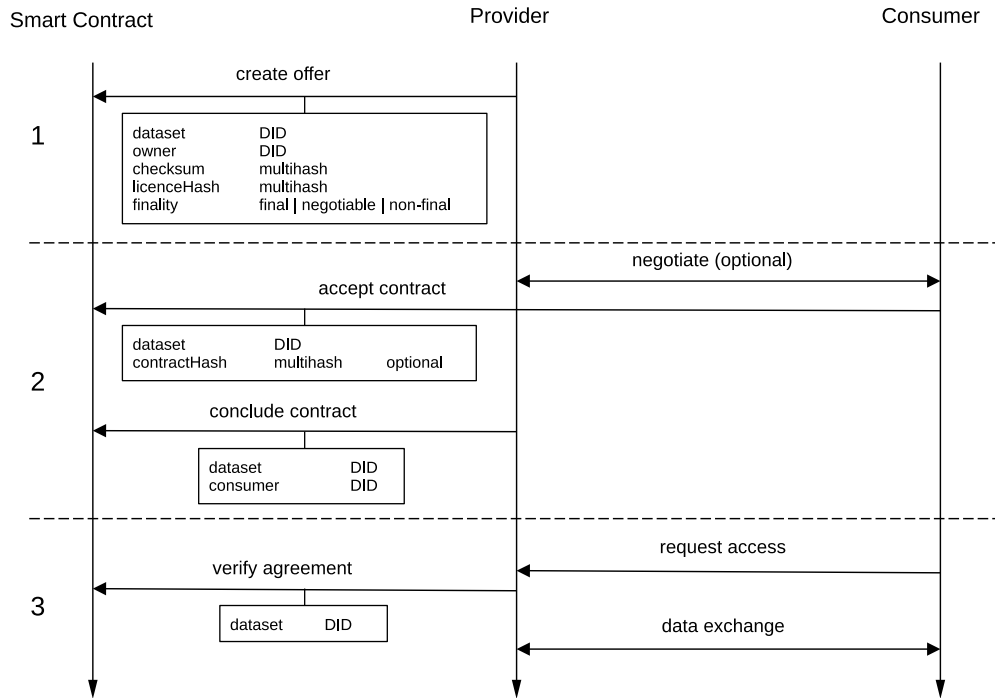 Smart Contract Provider Consumer
create offer
1
dataset DID
owner DID
checksum multihash
licenceHash multihash
finality final | negotiable | non-final
negotiate (optional)
accept contract
2
dataset DID
contractHash multihash optional
conclude contract
dataset DID
consumer DID
request access
verify agreement
3
dataset DID
data exchange